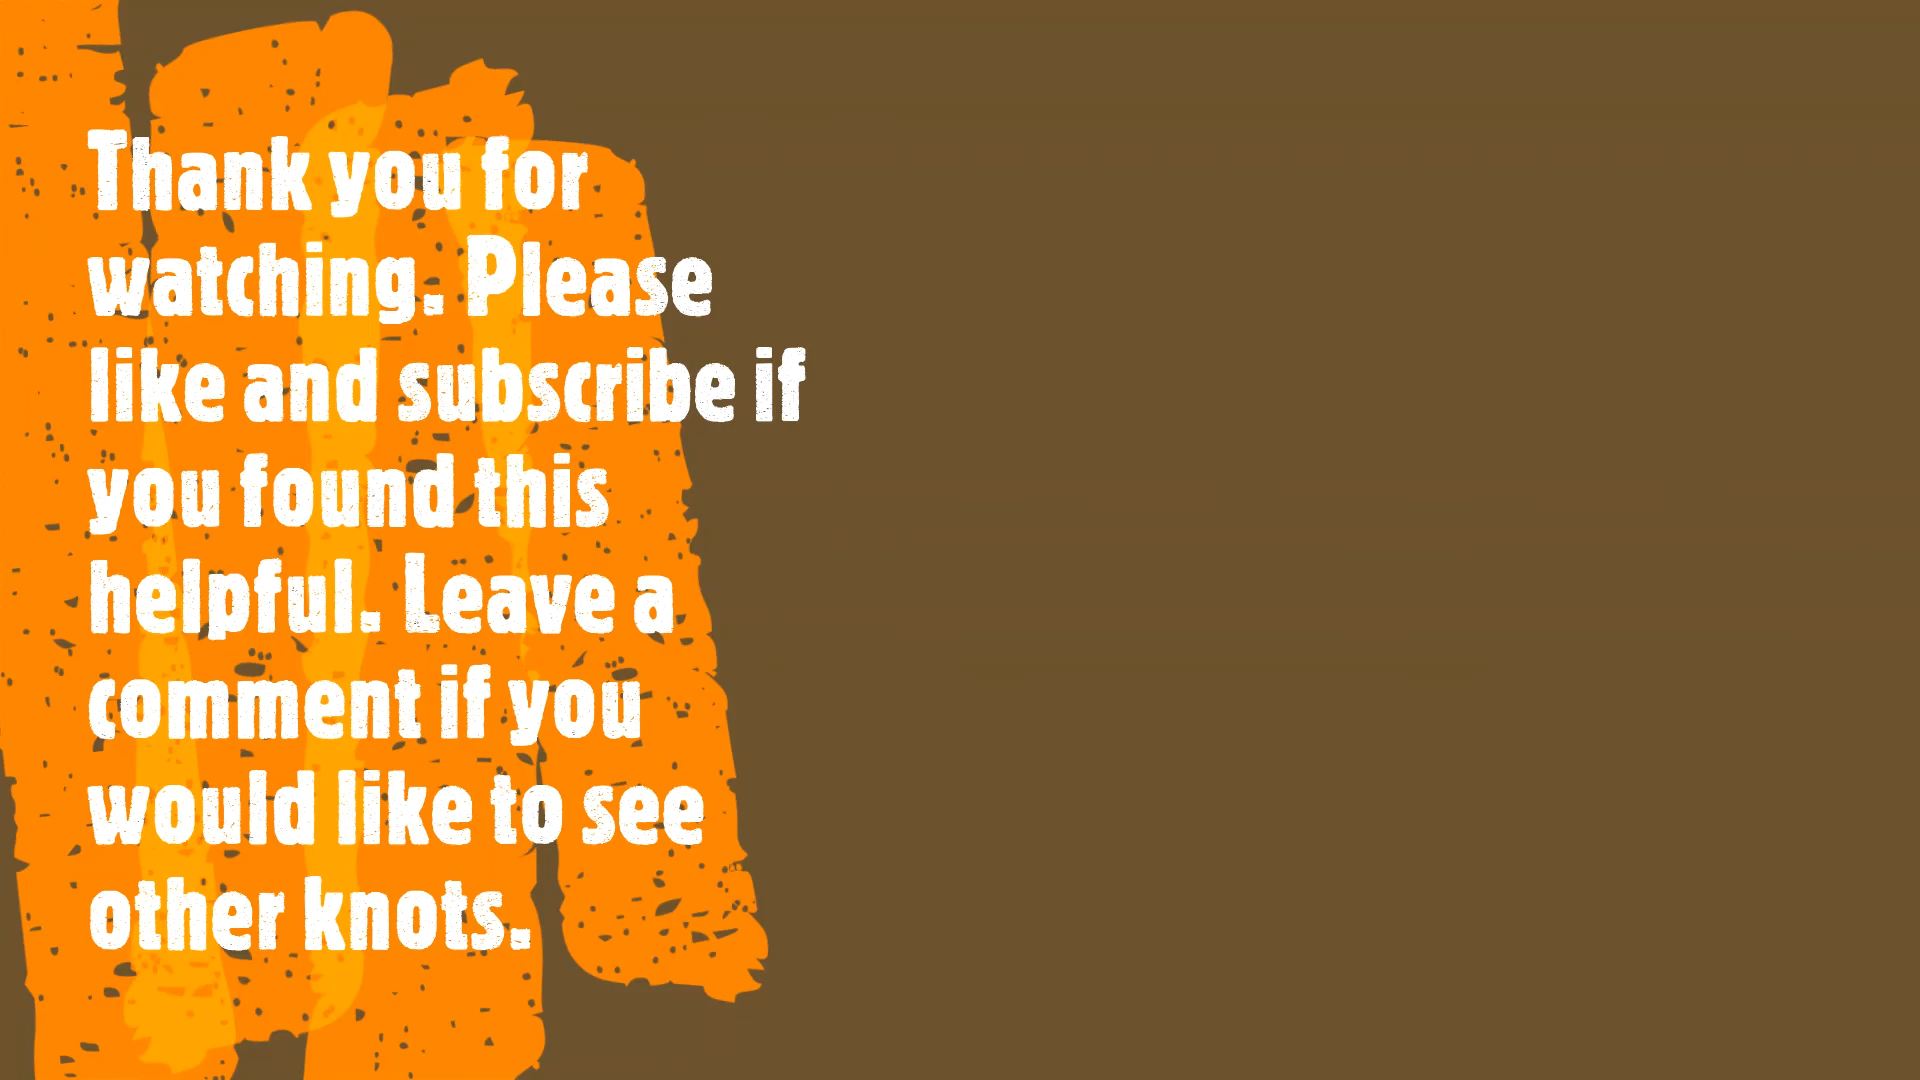 Thank you for
watching. Please
like and subscribe if
you found this
helpful. Leave a
comment if you
would like to see
other knots.